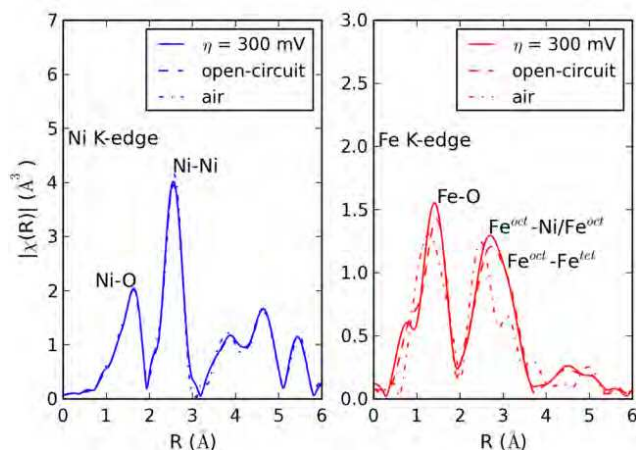 η = 300 mV
open-circuit
air
Ni K-edge
Ni-Ni
Ni-O
|χ(R)| (Å³)
7
6
5
4
3
2
1
0
0 1 2 3 4 5 6
R (Å)
η = 300 mV
open-circuit
air
Fe K-edge
Fe-O
Fe^oct-Ni/Fe^oct
Fe^oct-Fe^tet
3.0
2.5
2.0
1.5
1.0
0.5
0.0
0 1 2 3 4 5 6
R (Å)